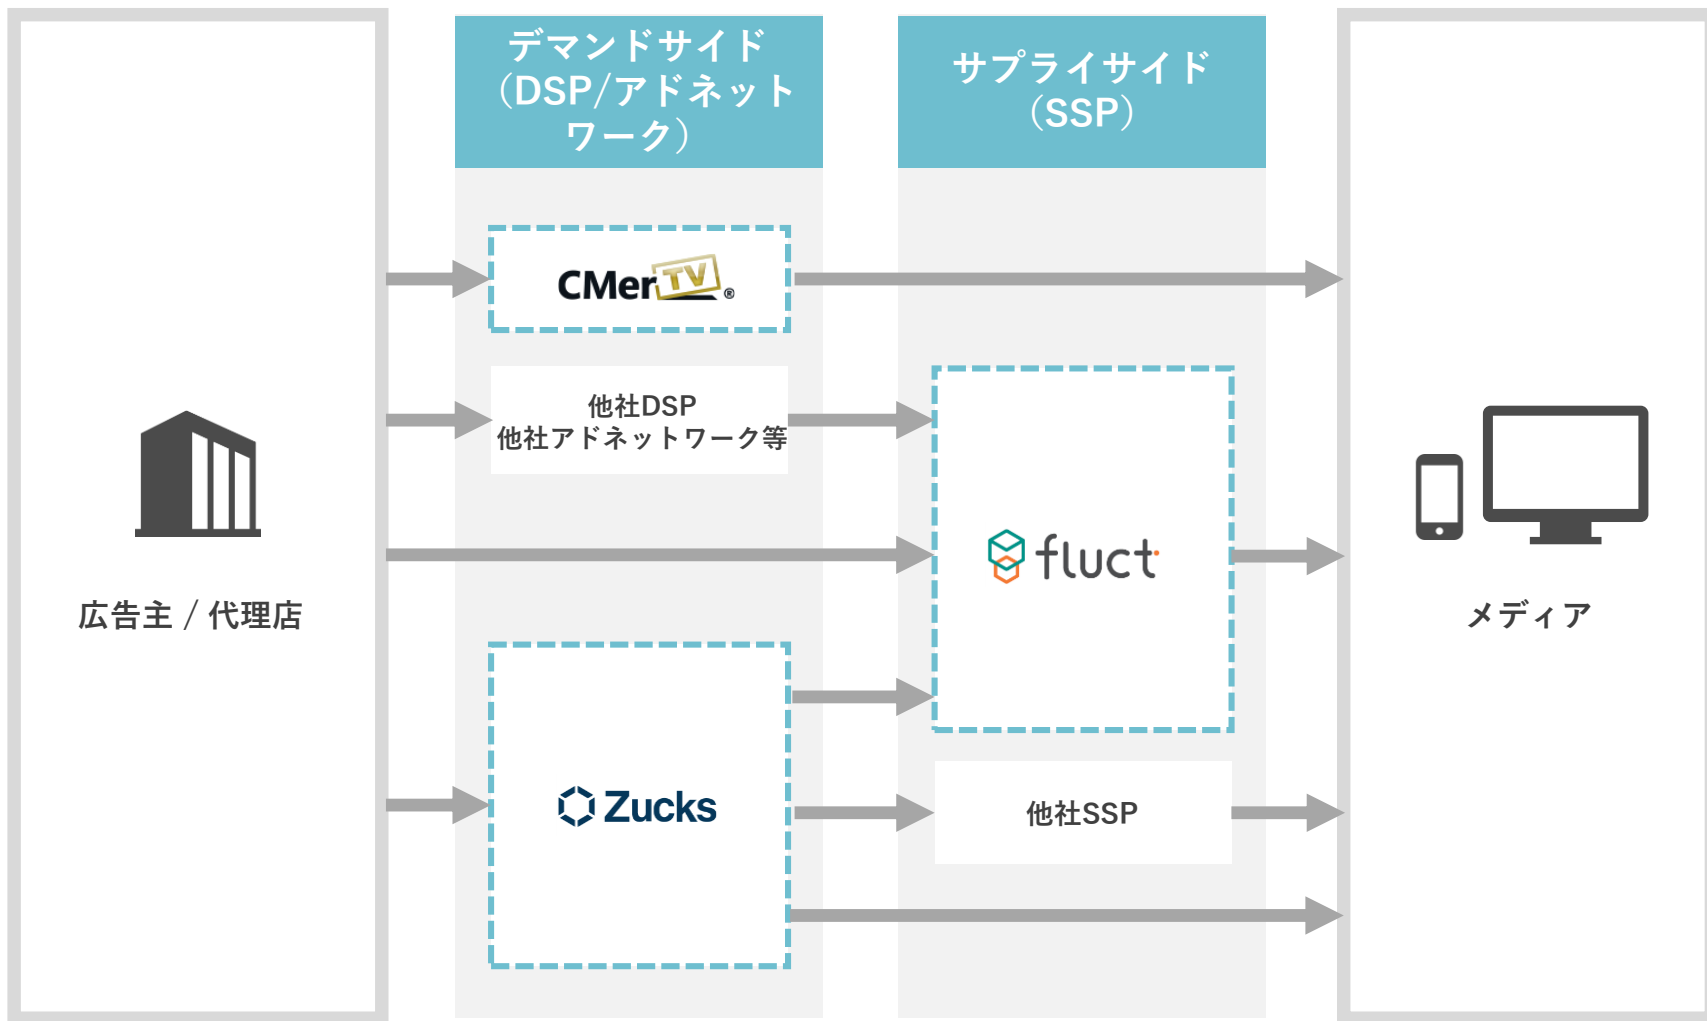 デマンドサイド
（DSP/アドネット
ワーク）
サプライサイド
（SSP）
CMerTV®
他社DSP
他社アドネットワーク等
fluct
広告主 / 代理店
メディア
Zucks
他社SSP